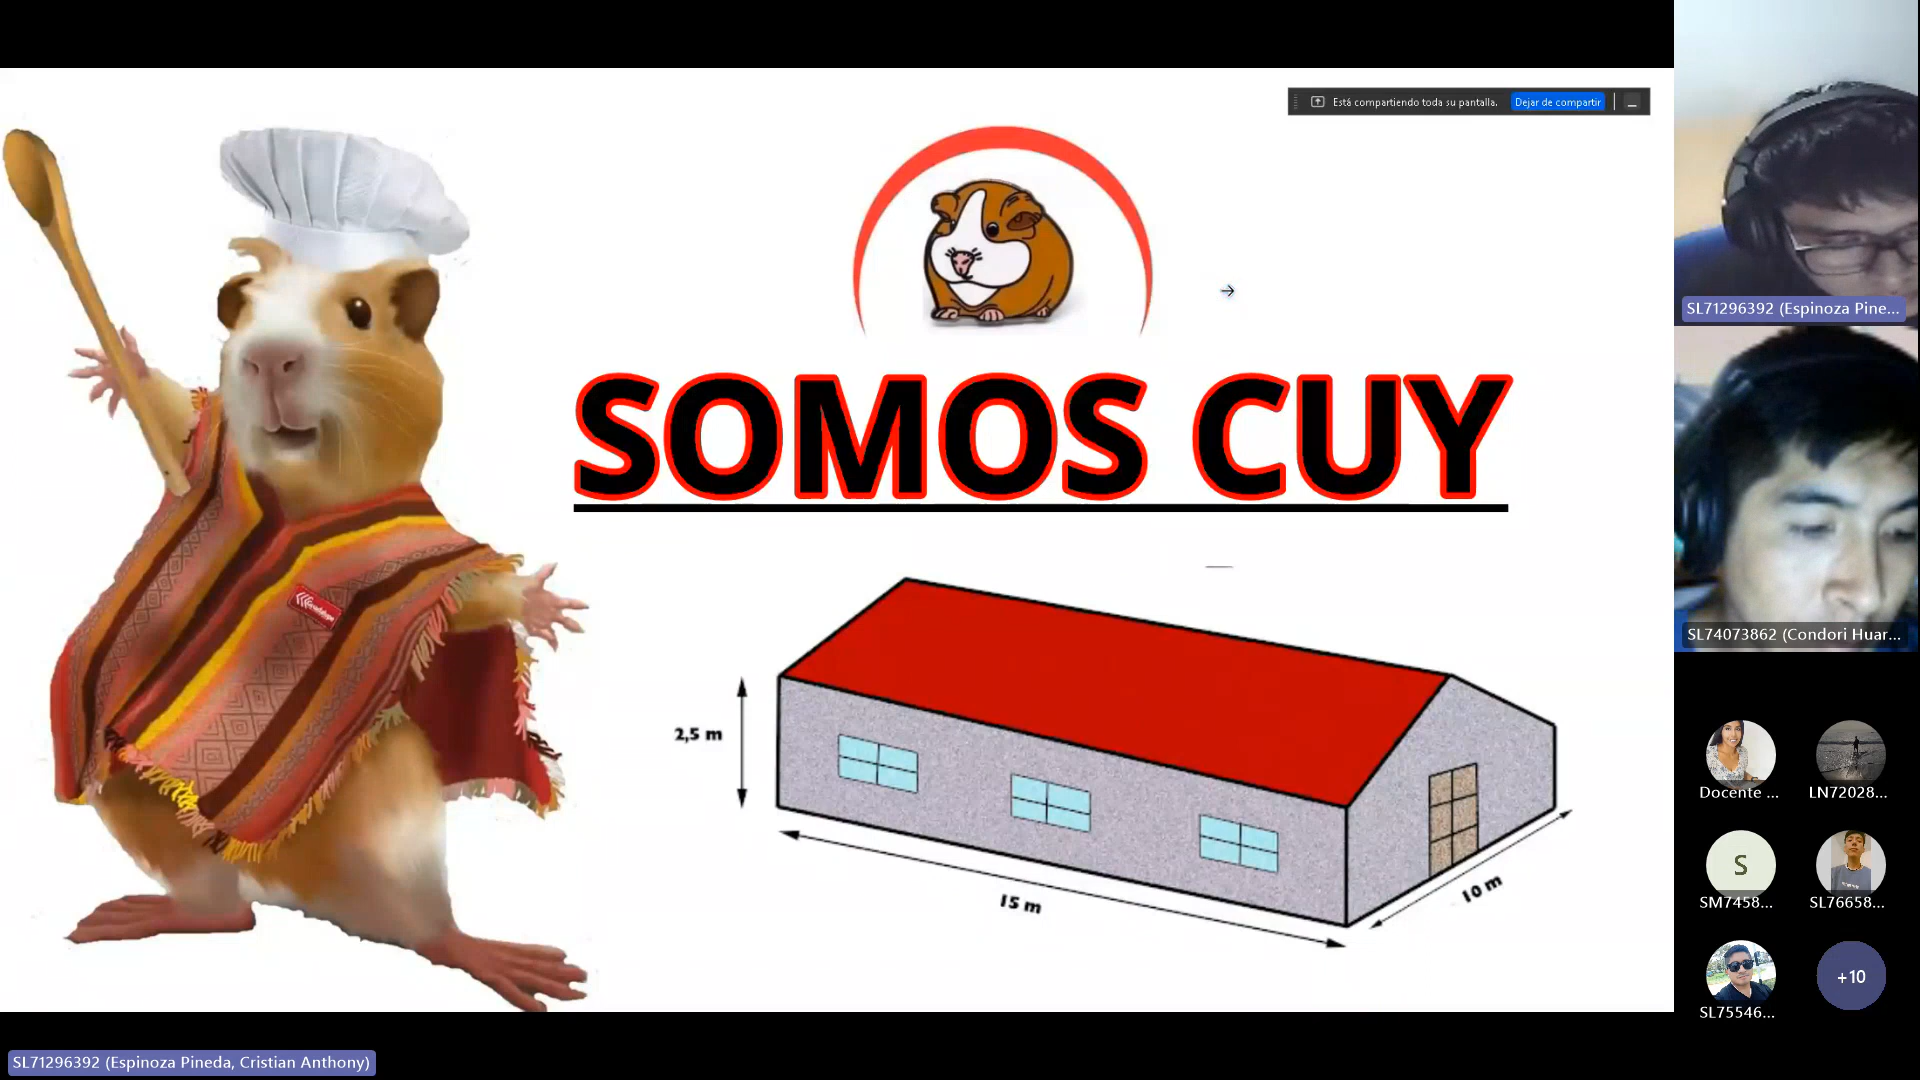 Está compartiendo toda su pantalla.
Dejar de compartir
SOMOS CUY
2,5 m
15 m
10 m
SL71296392 (Espinoza Pine...
SL74073862 (Condori Huar...
Docente ...
LN72028...
S
SM7458...
SL76658...
SL75546...
+10
SL71296392 (Espinoza Pineda, Cristian Anthony)